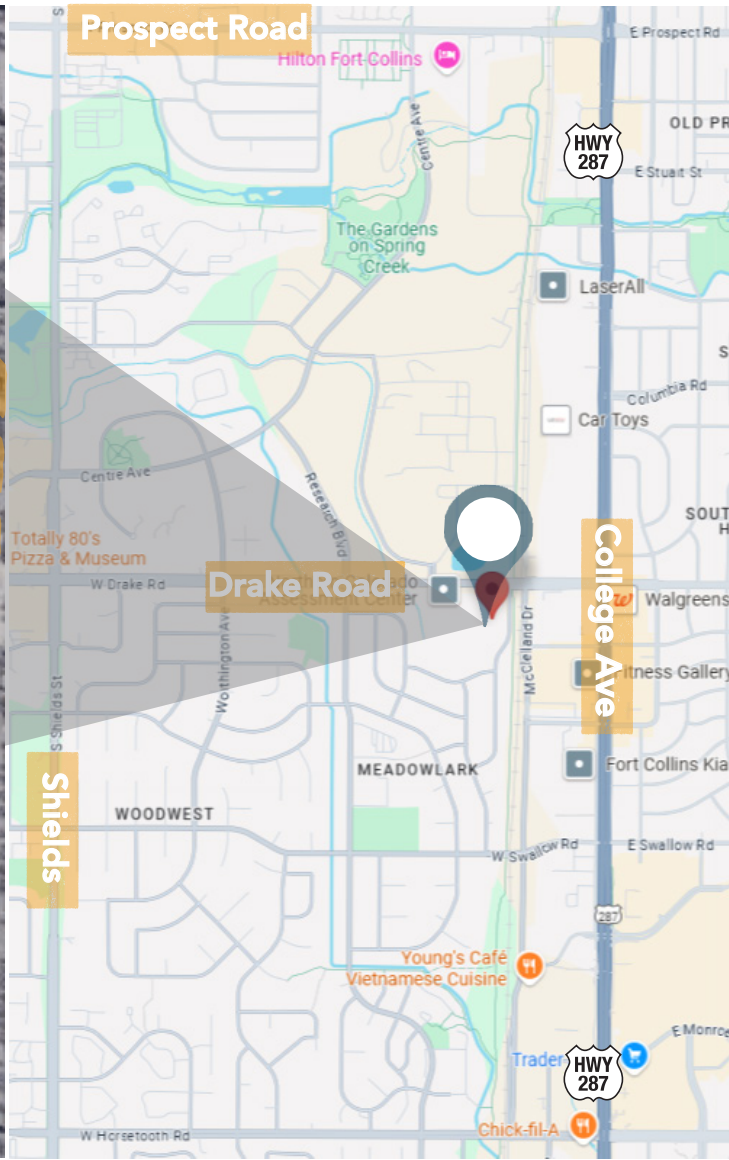 S
Prospect Road
E Prospect Rd
Hilton Fort Collins
Centre Ave
HWY
287
OLD PR
E Stuart St
The Gardens
on Spring
Creek
LaserAll
S
Columbia Rd
Car Toys
Centre Ave
Research Blvd
SOUT
H
Totally 80's
Pizza & Museum
W Drake Rd
Drake Road
Assessment Center
College Ave
Walgreens
Worthington Ave
McClelland Dr
Fitness Gallery
S Shields St
MEADOWLARK
Fort Collins Kia
Shields
WOODWEST
W Swallow Rd
E Swallow Rd
287
Young's Café
Vietnamese Cuisine
E Monroe
Trader
HWY
287
Chick-fil-A
W Horsetooth Rd